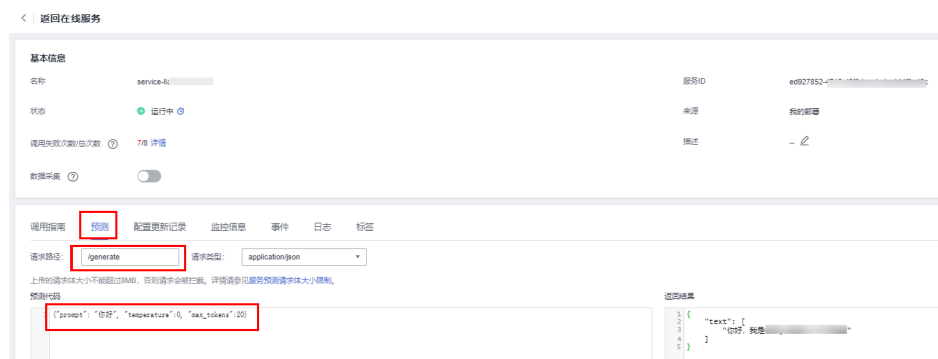 返回在线服务
基本信息
名称 service-lla
服务ID ed927852-
状态 运行中
来源 我的部署
调用失败次数/总次数 7/8 详情
描述 --
数据采集
调用指南 预测 配置更新记录 监控信息 事件 日志 标签
请求路径: /generate 请求类型: application/json
上传的请求体大小不能超过8MB，否则请求会被拦截。详情请参见服务预测请求体大小限制。
预测代码
{"prompt": "你好", "temperature":0, "max_tokens":20}
返回结果
1 {
2 "text": [
3 "你好，我是 "
4 ]
5 }